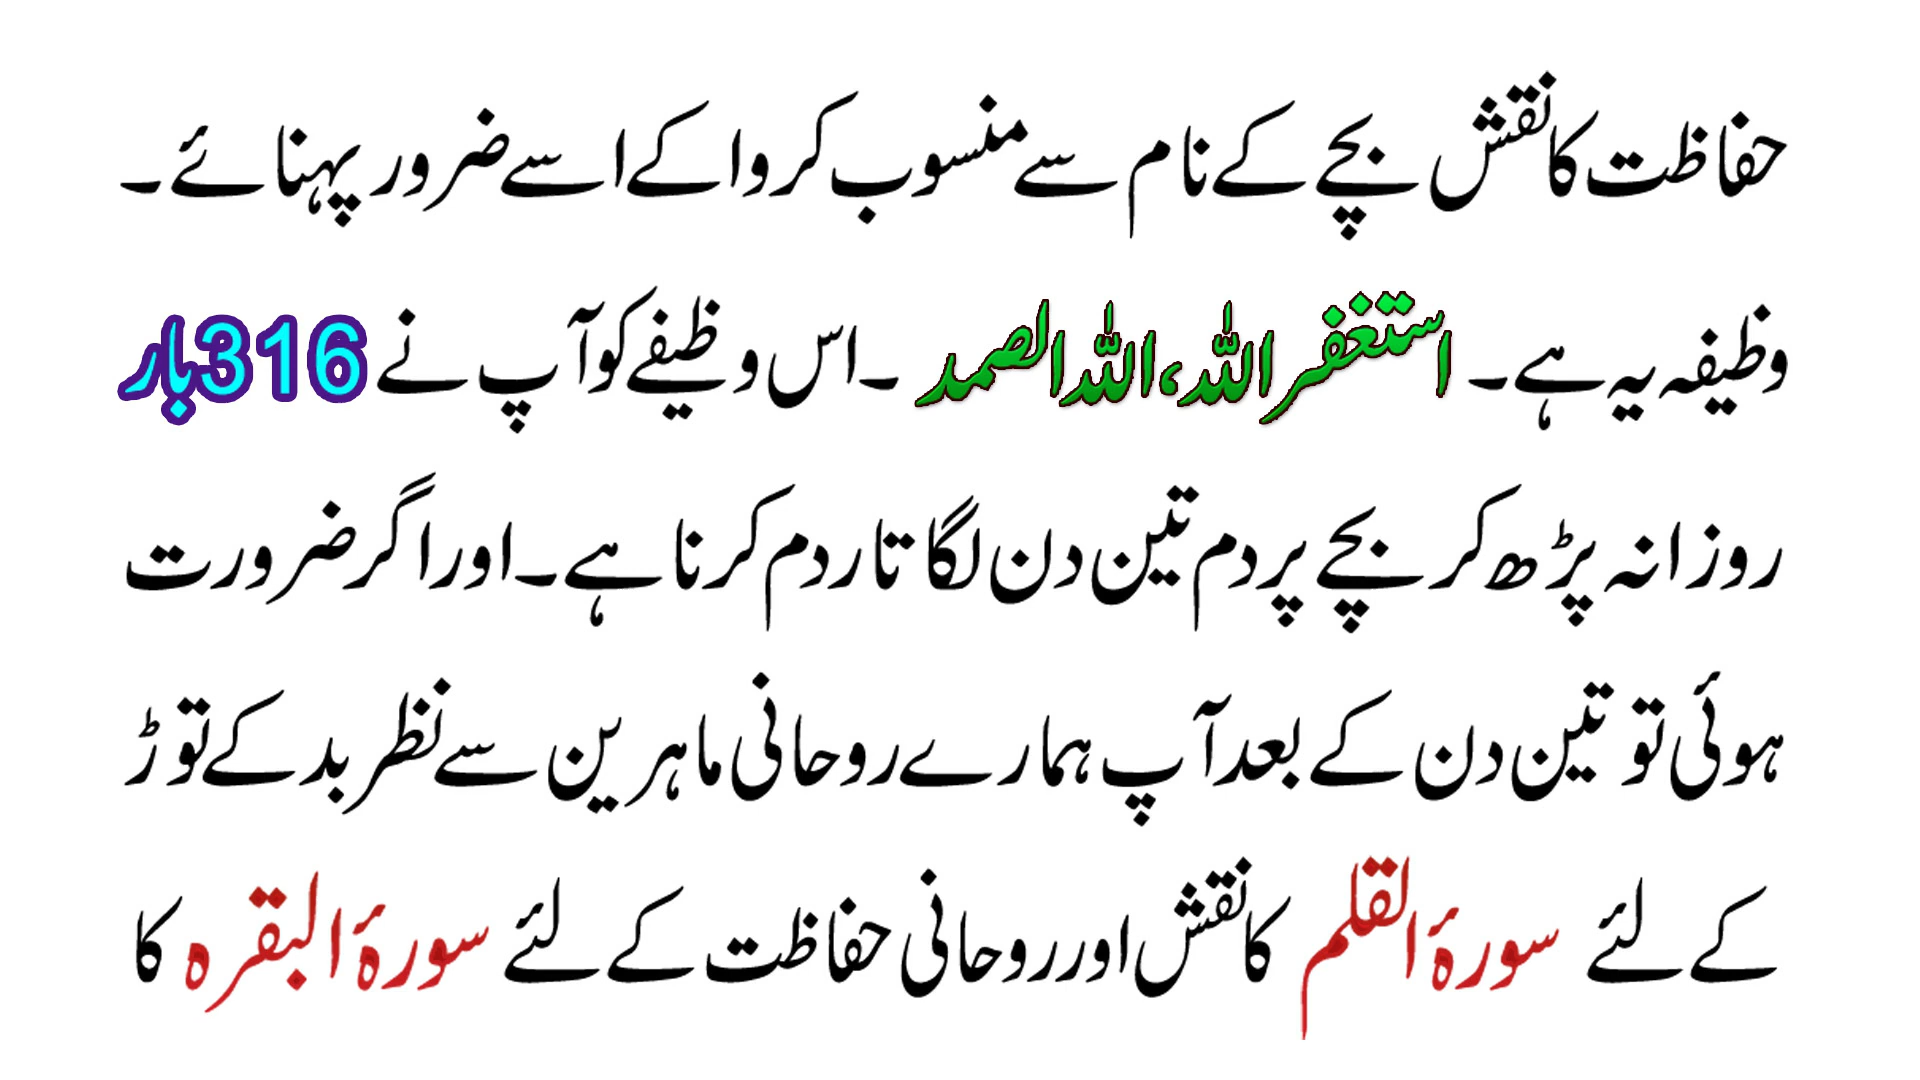 حفاظت کا نقش بچے کے نام سے منسوب کروا کے اسے ضرور پہنائے۔
وظیفہ یہ ہے۔ استغفراللہ، اللہ الصمد ۔اس وظیفے کو آپ نے 316بار
روزانہ پڑھ کر بچے پر دم تین دن لگا تار دم کرنا ہے۔ اور اگر ضرورت
ہوئی تو تین دن کے بعد آپ ہمارے روحانی ماہرین سے نظر بد کے توڑ
کے لئے سورۂ القلم کا نقش اور روحانی حفاظت کے لئے سورۂ البقرہ کا